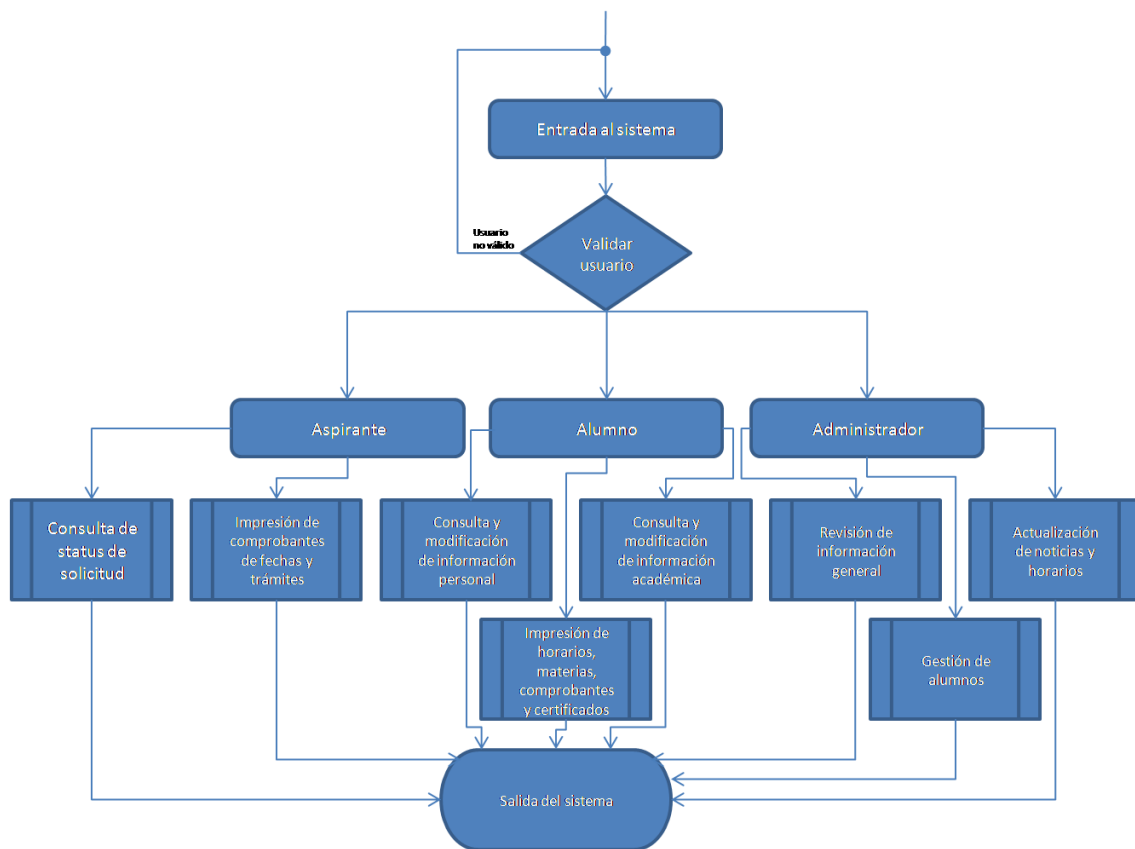 Entrada al sistema
Usuario
no válido
Validar
usuario
Aspirante
Alumno
Administrador
Consulta de
status de
solicitud
Impresión de
comprobantes
de fechas y
trámites
Consulta y
modificación
de información
personal
Consulta y
modificación
de información
académica
Revisión de
información
general
Actualización
de noticias y
horarios
Impresión de
horarios,
materias,
comprobantes
y certificados
Gestión de
alumnos
Salida del sistema